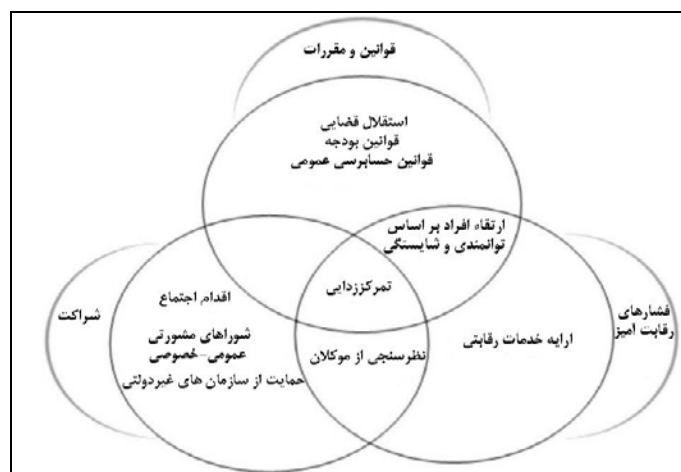 قوانین و مقررات
استقلال قضایی
قوانین بودجه
قوانین حسابرسی عمومی
ارتقاء افراد بر اساس
توانمندی و شایستگی
فشارهای
رقابت امیز
شراکت
تمرکززدایی
اقدام اجتماع
شوراهای مشورتی
عمومی-خصوصی
حمایت از سازمان های غیردولتی
نظرسنجی از موکلان
ارایه خدمات رقابتی